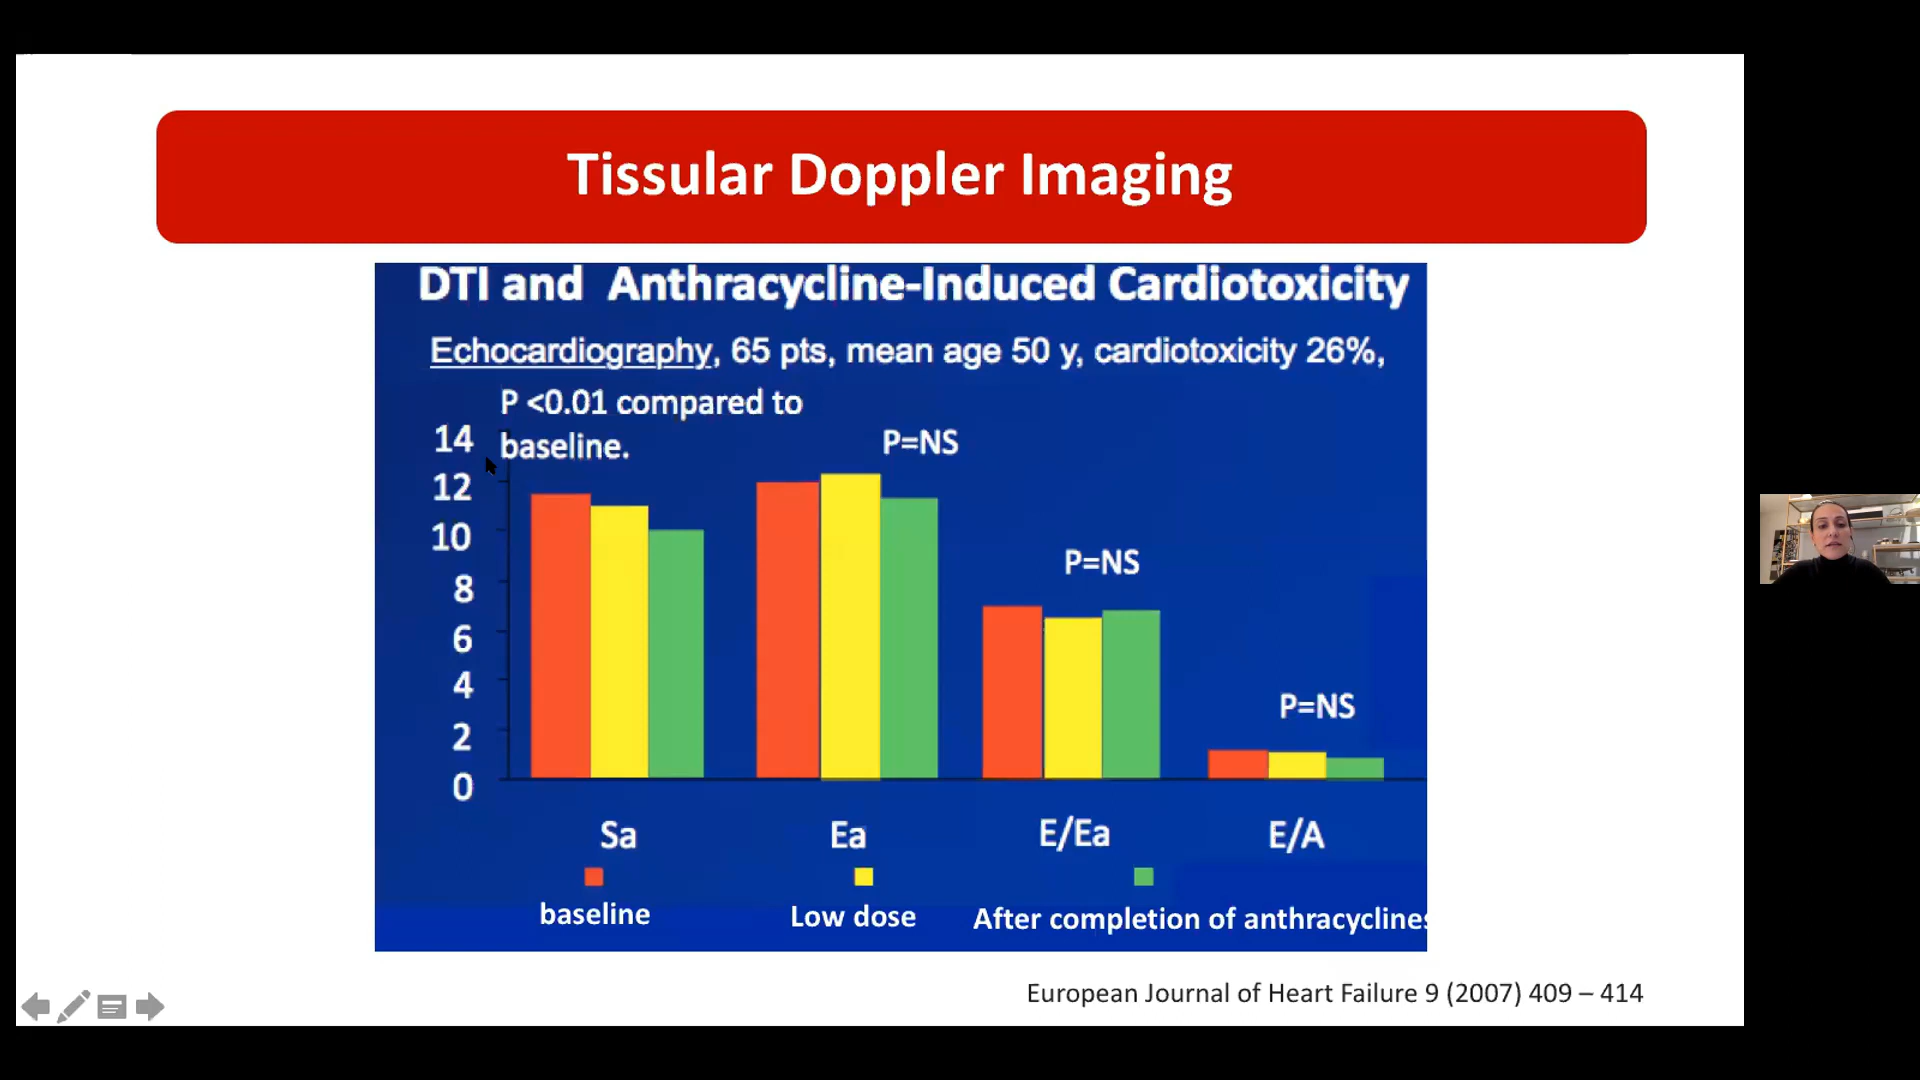 Tissular Doppler Imaging
DTI and Anthracycline-Induced Cardiotoxicity
Echocardiography, 65 pts, mean age 50 y, cardiotoxicity 26%,
P <0.01 compared to
baseline.
P=NS
P=NS
P=NS
14
12
10
8
6
4
2
0
Sa
Ea
E/Ea
E/A
baseline
Low dose
After completion of anthracyclines
European Journal of Heart Failure 9 (2007) 409 – 414